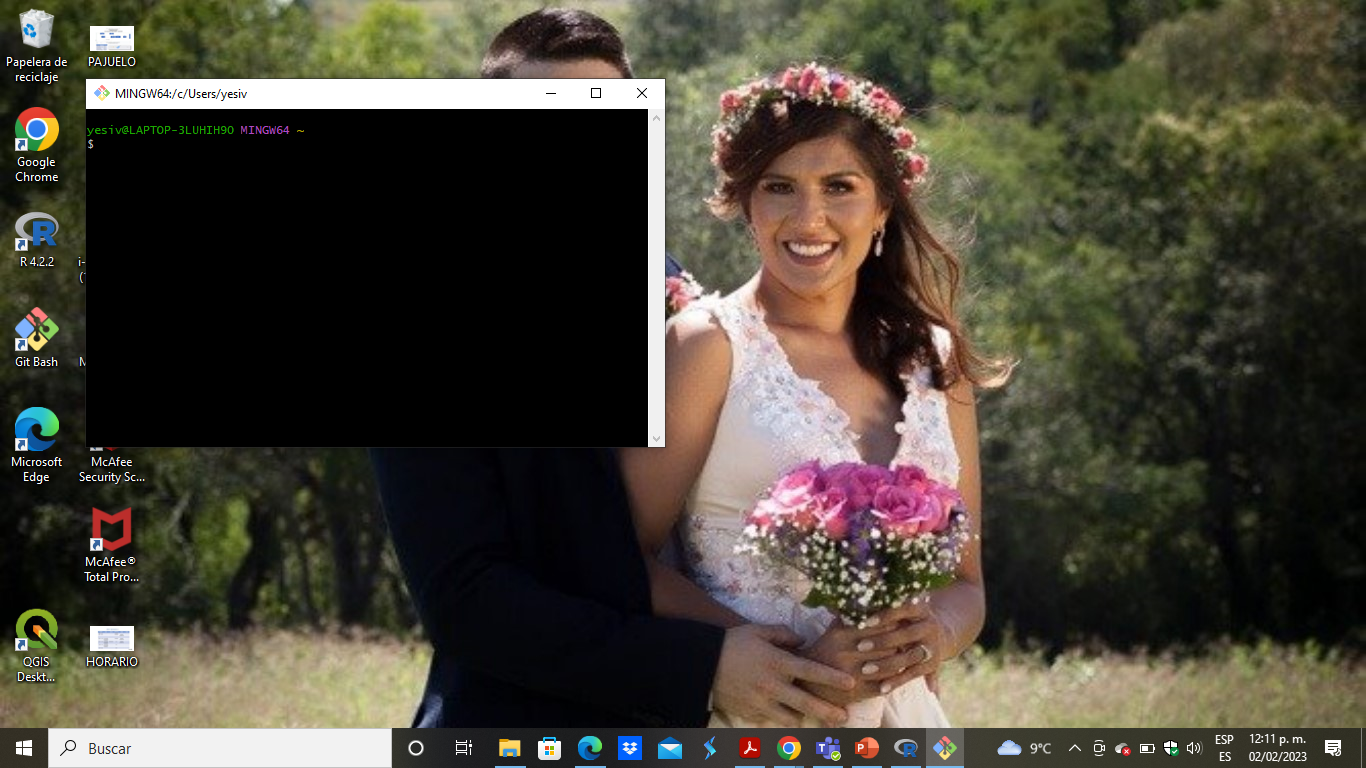 Papelera de
reciclaje
PAJUELO
Google
Chrome
R 4.2.2
i-
(
Git Bash
M
Microsoft
Edge
McAfee
Security Sc...
McAfee®
Total Pro...
QGIS
Deskt...
HORARIO
MINGW64:/c/Users/yesiv
yesiv@LAPTOP-3LUHIH9O MINGW64 ~
$
Buscar
9°C
ESP
ES
12:11 p. m.
02/02/2023